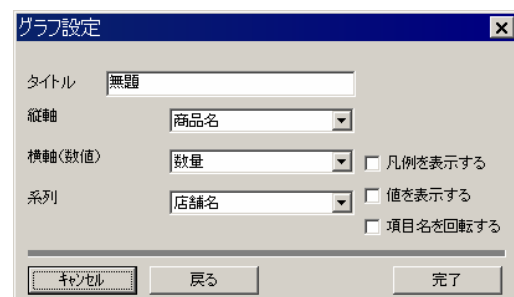 グラフ設定
タイトル 無題
縦軸 商品名
横軸(数値) 数量 凡例を表示する
系列 店舗名 値を表示する
項目名を回転する
キャンセル 戻る 完了